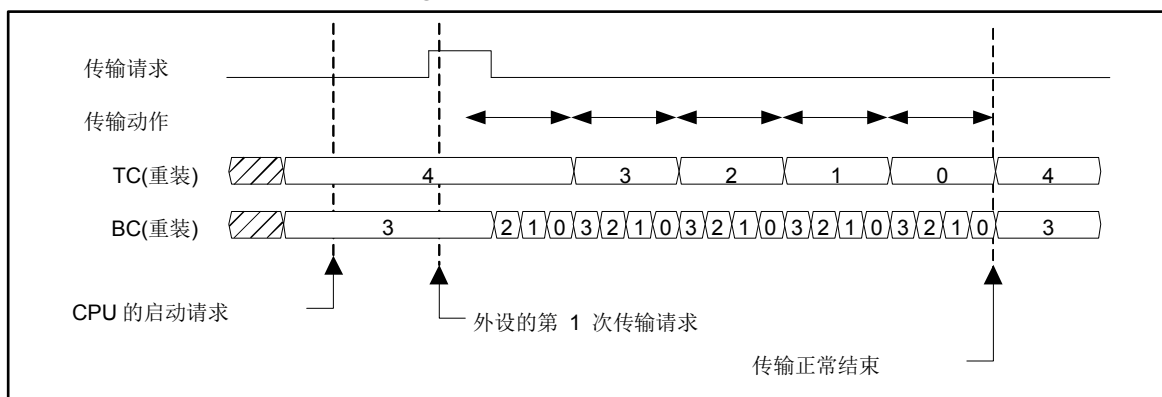 传输请求
传输动作
TC(重装) 4 3 2 1 0 4
BC(重装) 3 2 1 0 3 2 1 0 3 2 1 0 3 2 1 0 3 2 1 0 3
CPU 的启动请求
外设的第 1 次传输请求
传输正常结束